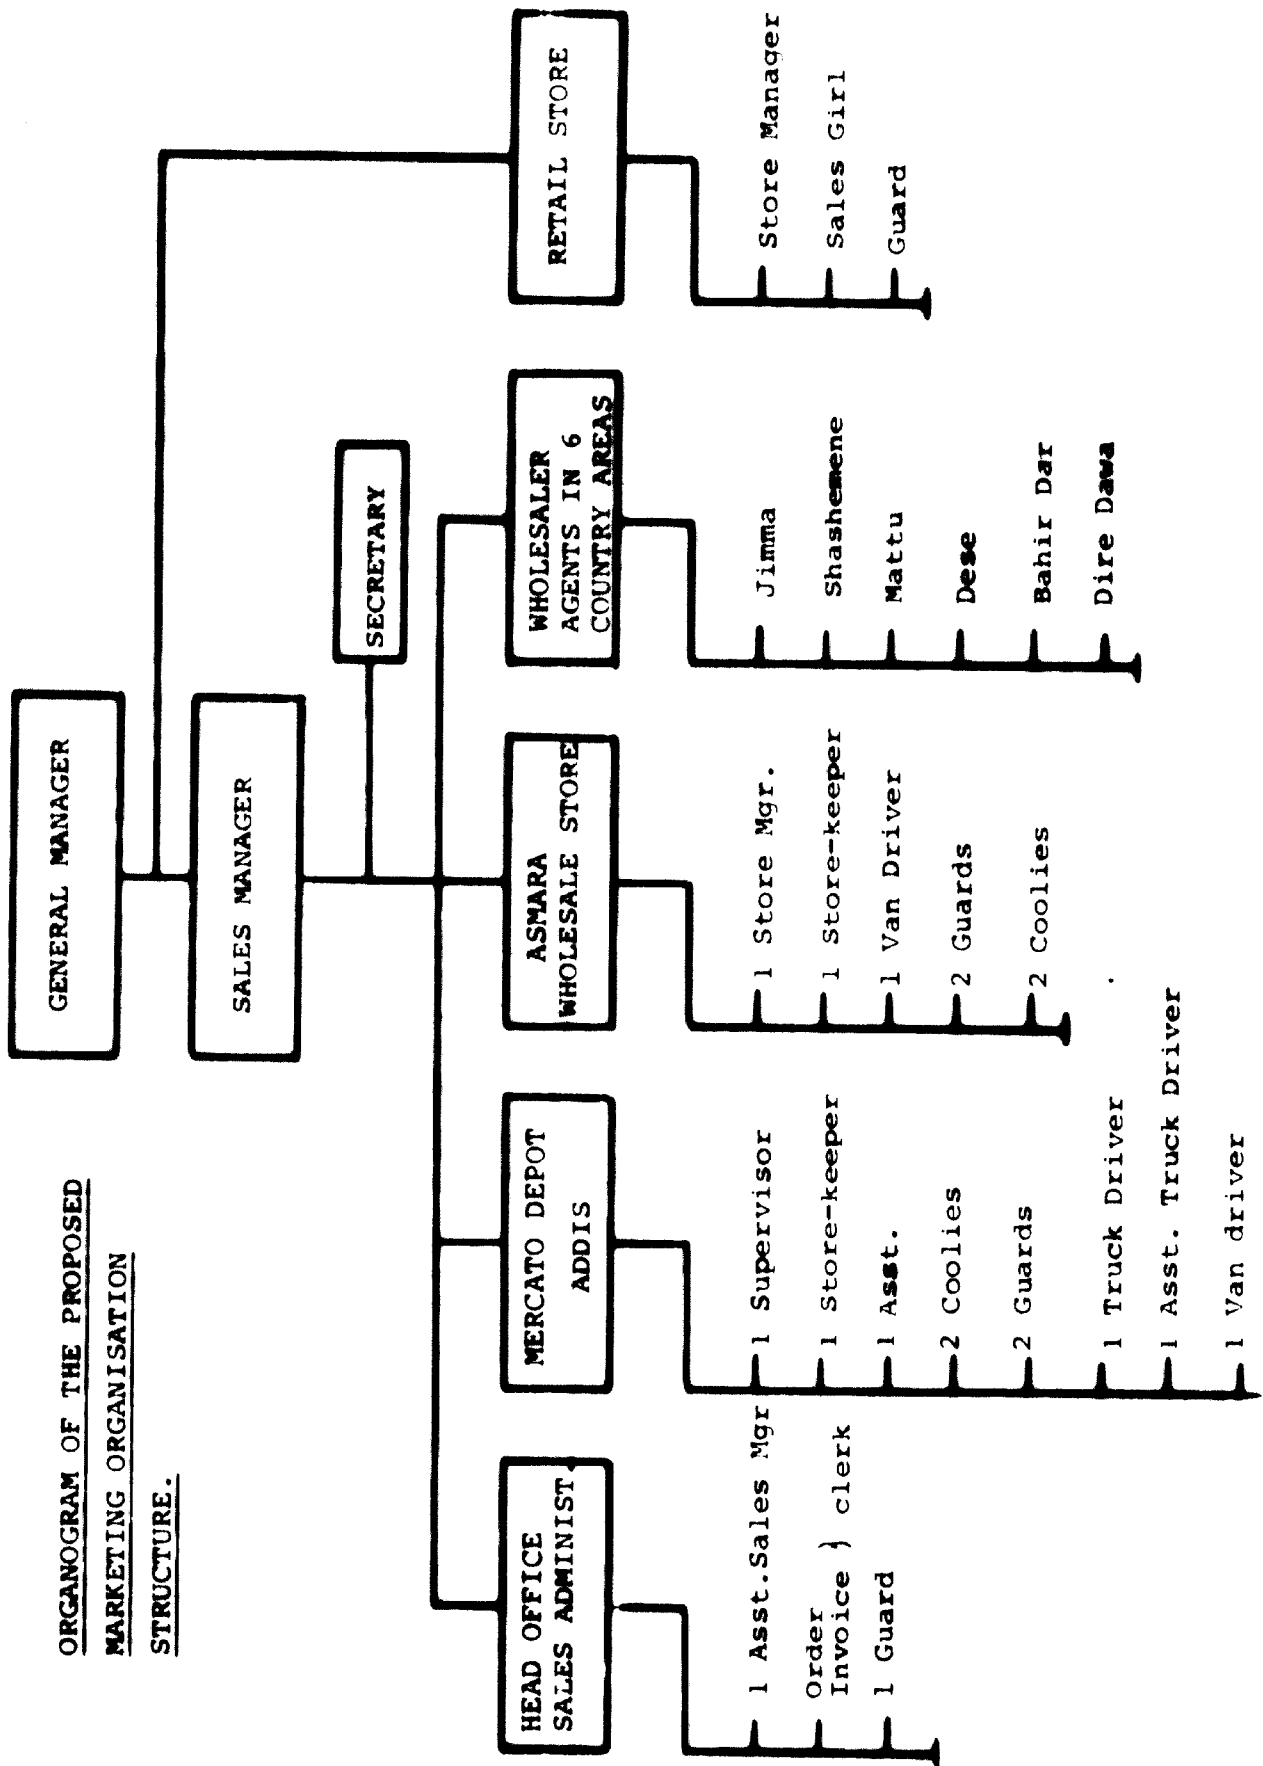 ORGANOGRAM OF THE PROPOSED
MARKETING ORGANISATION
STRUCTURE.
GENERAL MANAGER
SALES MANAGER
SECRETARY
HEAD OFFICE
SALES ADMINIST.
1 Asst.Sales Mgr
Order
Invoice } clerk
1 Guard
MERCATO DEPOT
ADDIS
1 Supervisor
1 Store-keeper
1 Asst.
2 Coolies
2 Guards
1 Truck Driver
1 Asst. Truck Driver
1 Van driver
ASMARA
WHOLESALE STORE
1 Store Mgr.
1 Store-keeper
1 Van Driver
2 Guards
2 Coolies
WHOLESALER
AGENTS IN 6
COUNTRY AREAS
Jimma
Shashemene
Mattu
Dese
Bahir Dar
Dire Dawa
RETAIL STORE
Store Manager
Sales Girl
Guard